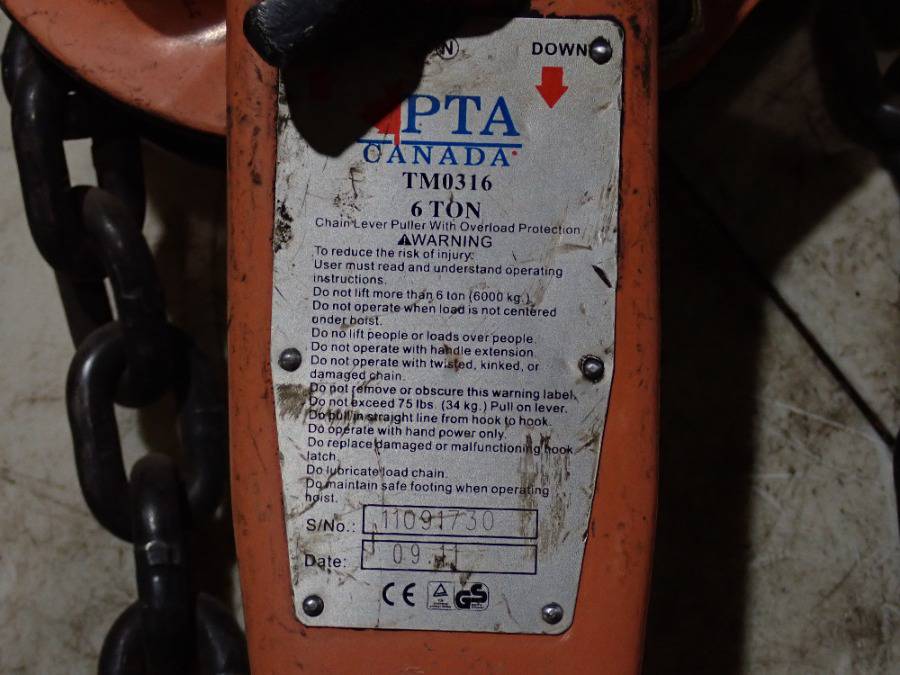 DOWN
PTA
CANADA
TM0316
6 TON
Chain Lever Puller With Overload Protection
WARNING
To reduce the risk of injury:
User must read and understand operating
instructions.
Do not lift more than 6 ton (6000 kg.)
Do not operate when load is not centered
under hoist.
Do no lift people or loads over people.
Do not operate with handle extension.
Do not operate with twisted, kinked, or
damaged chain.
Do not remove or obscure this warning label.
Do not exceed 75 lbs. (34 kg.) Pull on lever.
Do pull in straight line from hook to hook.
Do operate with hand power only.
Do replace damaged or malfunctioning hook
latch.
Do lubricate load chain.
Do maintain safe footing when operating
hoist.
S/No.: 11091730
Date: 09.11
CE GS